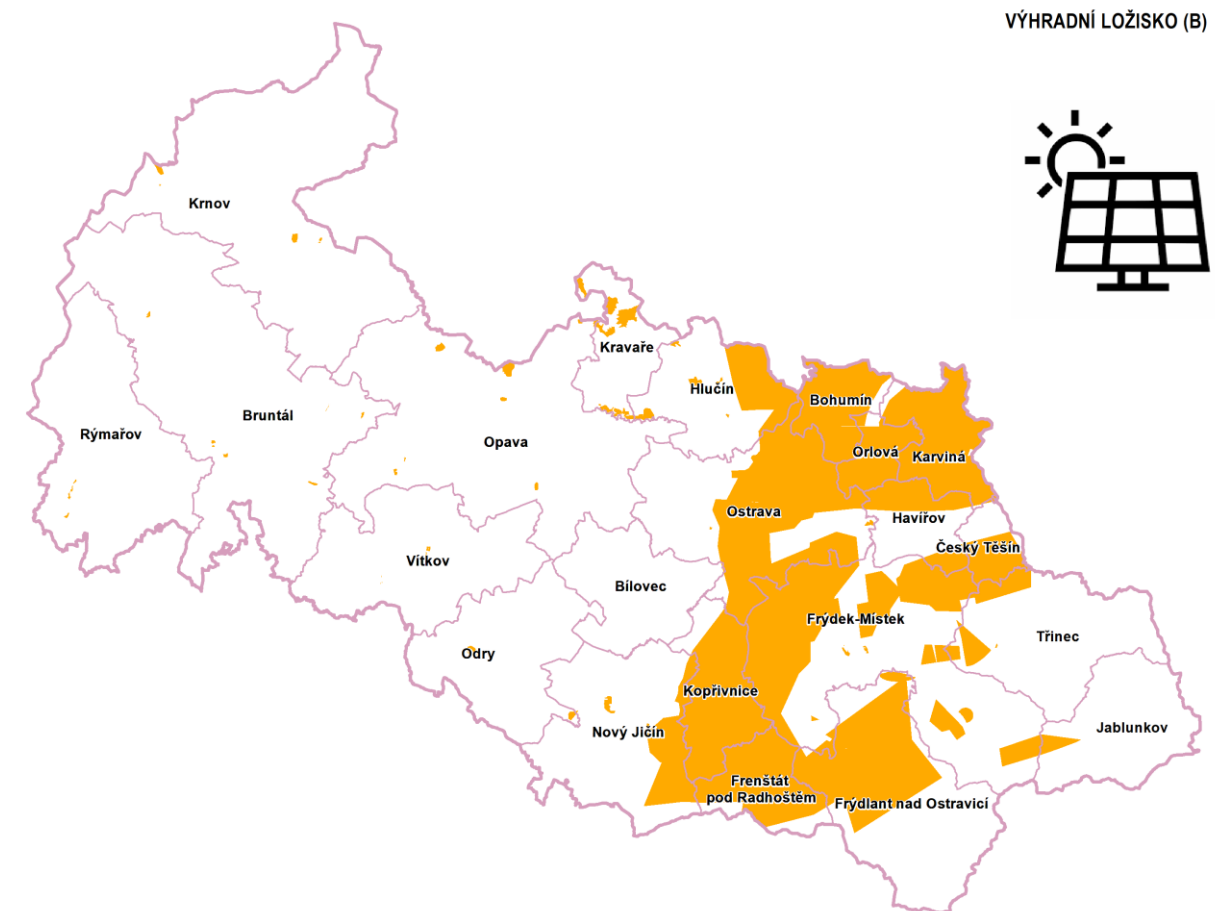 VÝHRADNÍ LOŽISKO (B)
Krnov
Kravaře
Hlučín
Bohumín
Bruntál
Rýmařov
Opava
Orlová
Karviná
Ostrava
Havířov
Český Těšín
Vítkov
Bílovec
Frýdek-Místek
Třinec
Odry
Kopřivnice
Nový Jičín
Jablunkov
Frenštát
pod Radhoštěm
Frýdlant nad Ostravicí